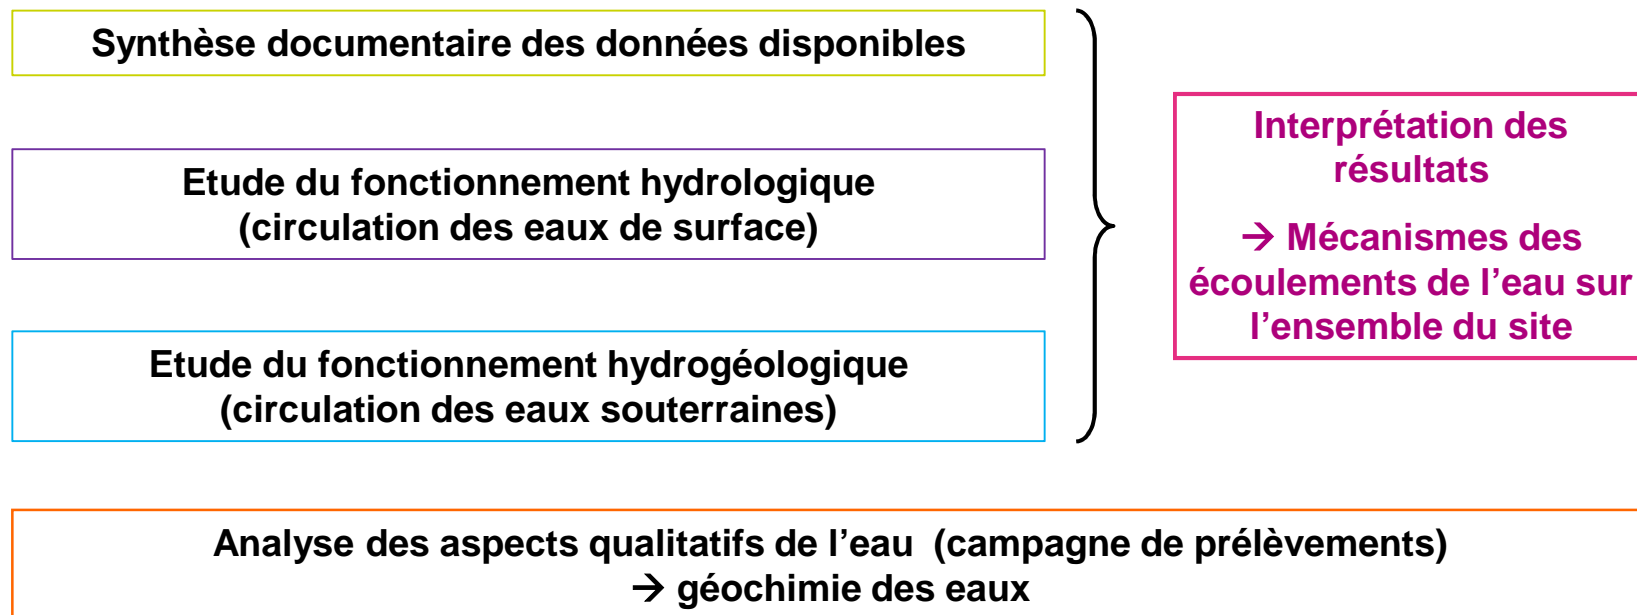 Synthèse documentaire des données disponibles
Etude du fonctionnement hydrologique
(circulation des eaux de surface)
Etude du fonctionnement hydrogéologique
(circulation des eaux souterraines)
Interprétation des
résultats
→ Mécanismes des
écoulements de l’eau sur
l’ensemble du site
Analyse des aspects qualitatifs de l’eau (campagne de prélèvements)
→ géochimie des eaux